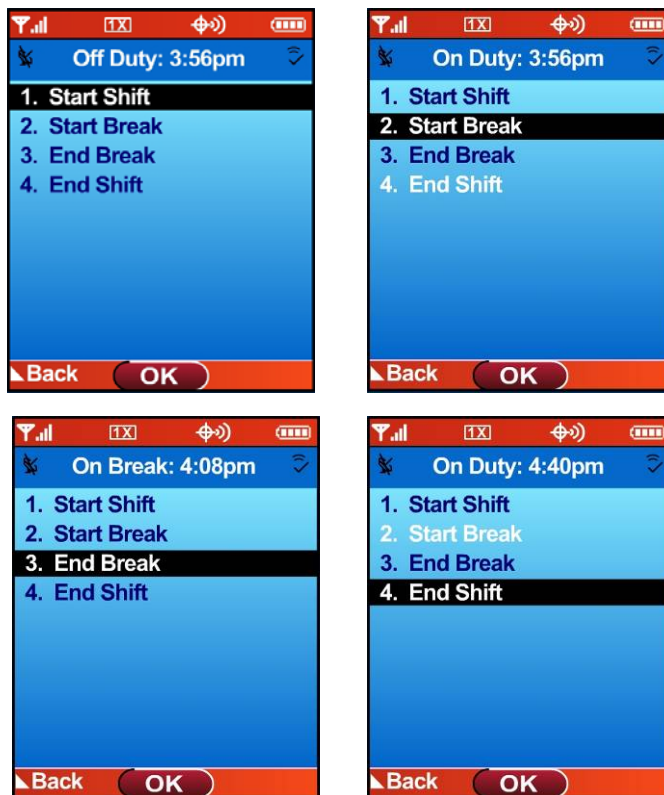 1X
Off Duty: 3:56pm
1. Start Shift
2. Start Break
3. End Break
4. End Shift
Back OK
1X
On Duty: 3:56pm
1. Start Shift
2. Start Break
3. End Break
4. End Shift
Back OK
1X
On Break: 4:08pm
1. Start Shift
2. Start Break
3. End Break
4. End Shift
Back OK
1X
On Duty: 4:40pm
1. Start Shift
2. Start Break
3. End Break
4. End Shift
Back OK